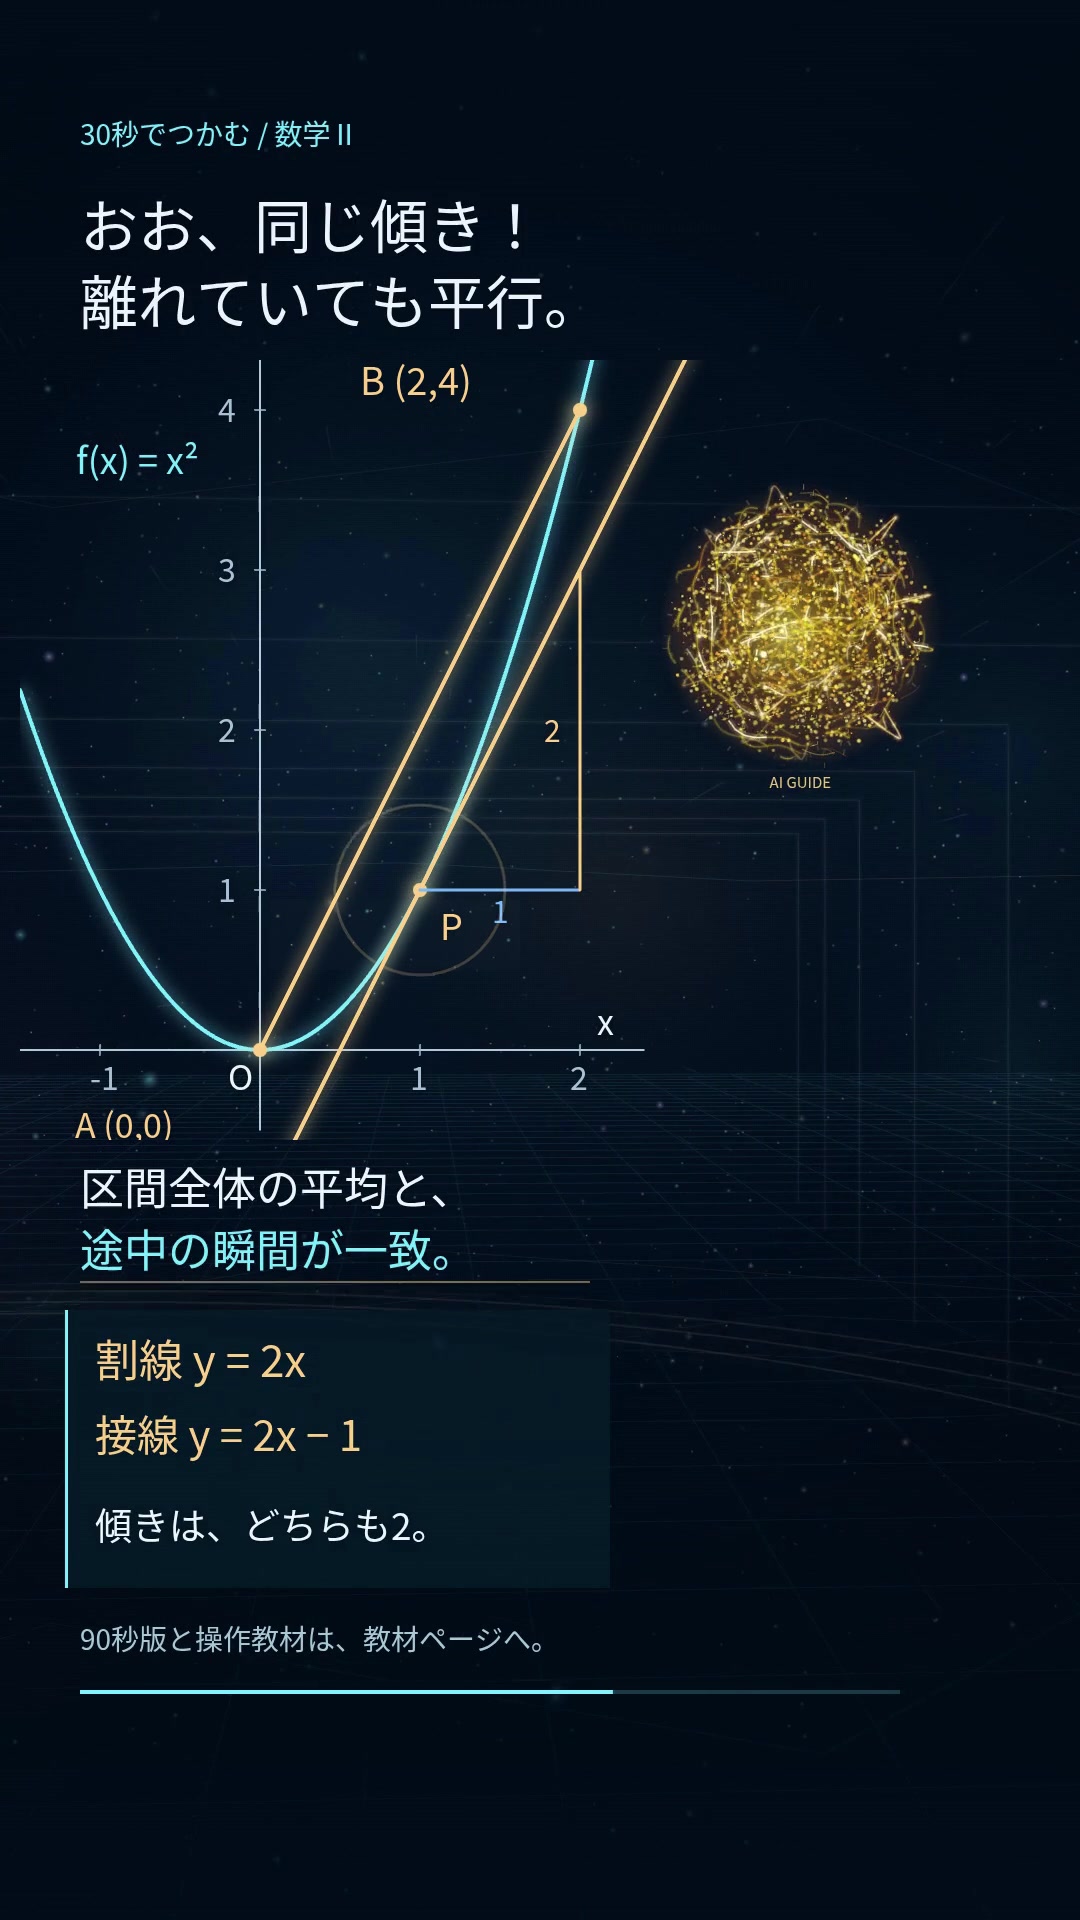 30秒でつかむ / 数学 II
おお、同じ傾き！
離れていても平行。
B (2,4)
4
f(x) = x²
3
2
2
AI GUIDE
1
1
P
x
-1
O
1
2
A (0,0)
区間全体の平均と、
途中の瞬間が一致。
割線 y = 2x
接線 y = 2x − 1
傾きは、どちらも2。
90秒版と操作教材は、教材ページへ。